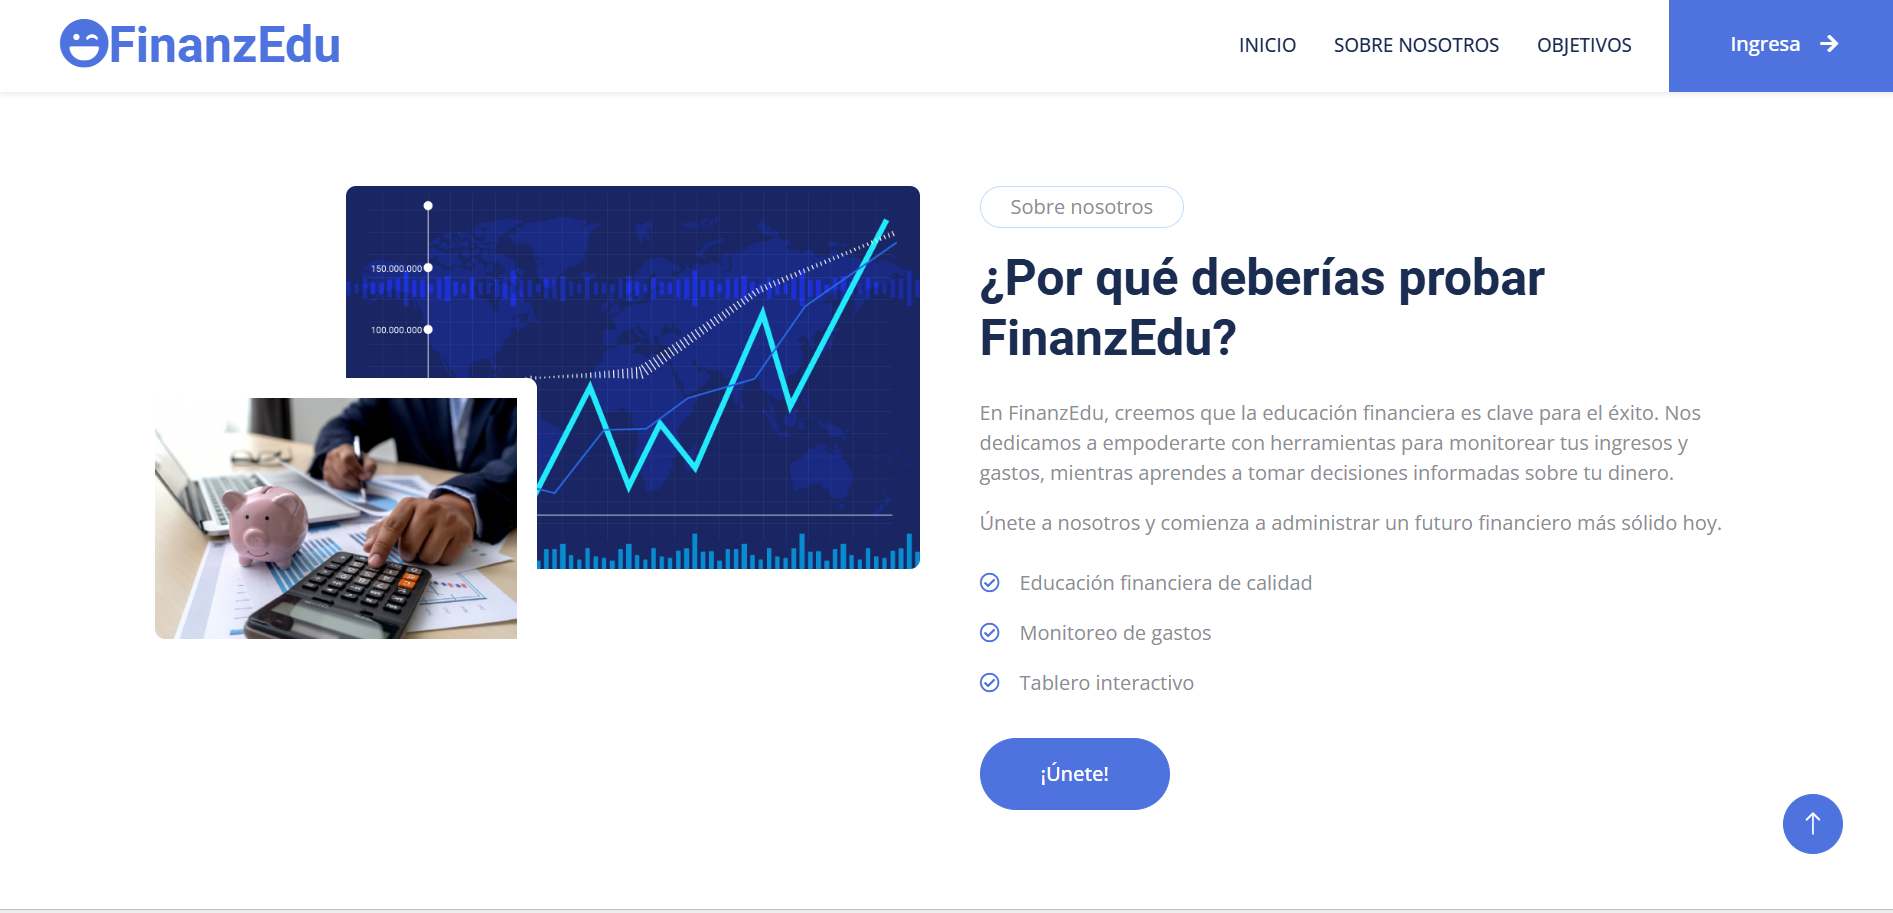 FinanzEdu
INICIO
SOBRE NOSOTROS
OBJETIVOS
Ingresa
150.000.000
100.000.000
Sobre nosotros
¿Por qué deberías probar
FinanzEdu?
En FinanzEdu, creemos que la educación financiera es clave para el éxito. Nos
dedicamos a empoderarte con herramientas para monitorear tus ingresos y
gastos, mientras aprendes a tomar decisiones informadas sobre tu dinero.
Únete a nosotros y comienza a administrar un futuro financiero más sólido hoy.
Educación financiera de calidad
Monitoreo de gastos
Tablero interactivo
¡Únete!